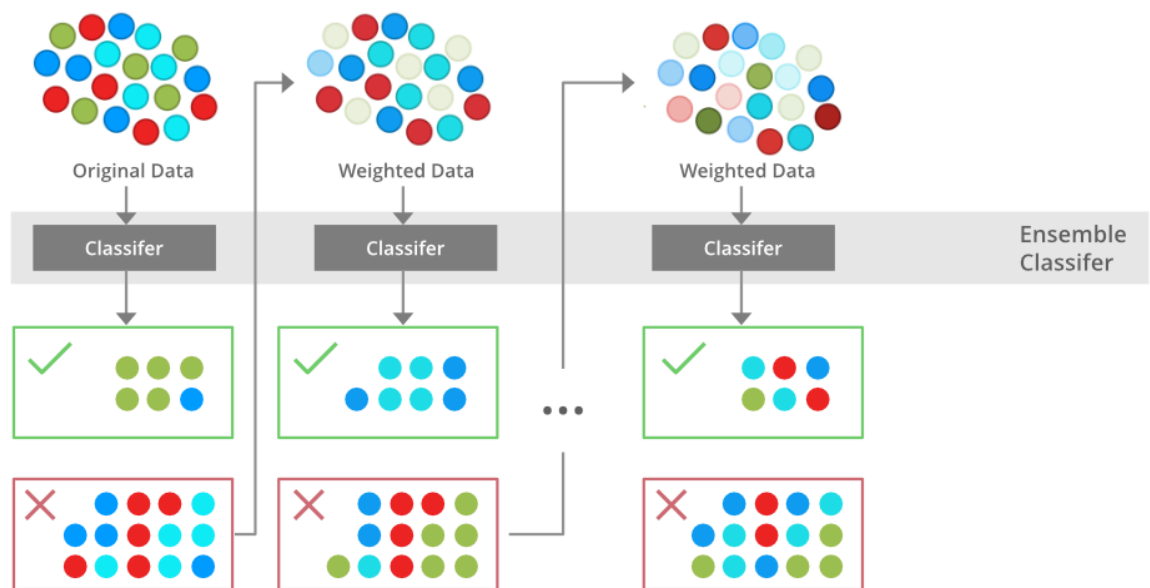 Original Data
Weighted Data
Weighted Data
Classifer
Classifer
Classifer
Ensemble
Classifer
...